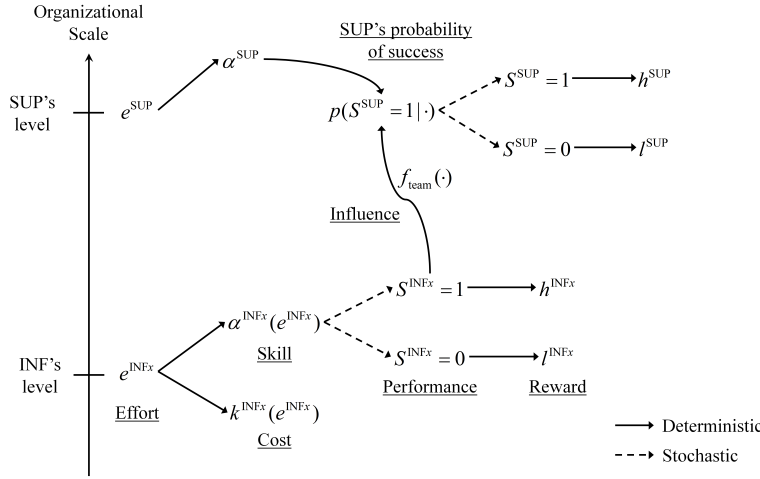 Organizational
Scale
SUP's probability
of success
α^SUP
S^SUP = 1
h^SUP
SUP's
level
e^SUP
p(S^SUP = 1 | ·)
S^SUP = 0
l^SUP
f_team(·)
Influence
S^INFx = 1
h^INFx
α^INFx(e^INFx)
Skill
INF's
level
e^INFx
S^INFx = 0
l^INFx
Performance
Reward
Effort
k^INFx(e^INFx)
Cost
Deterministic
Stochastic